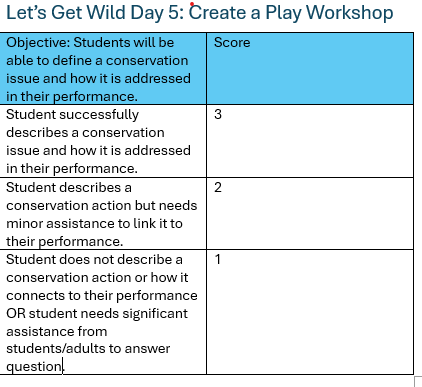 Let's Get Wild Day 5: Create a Play Workshop
Objective: Students will be
able to define a conservation
issue and how it is addressed
in their performance.
Score
Student successfully
describes a conservation
issue and how it is addressed
in their performance.
3
Student describes a
conservation action but needs
minor assistance to link it to
their performance.
2
Student does not describe a
conservation action or how it
connects to their performance
OR student needs significant
assistance from
students/adults to answer
question.
1